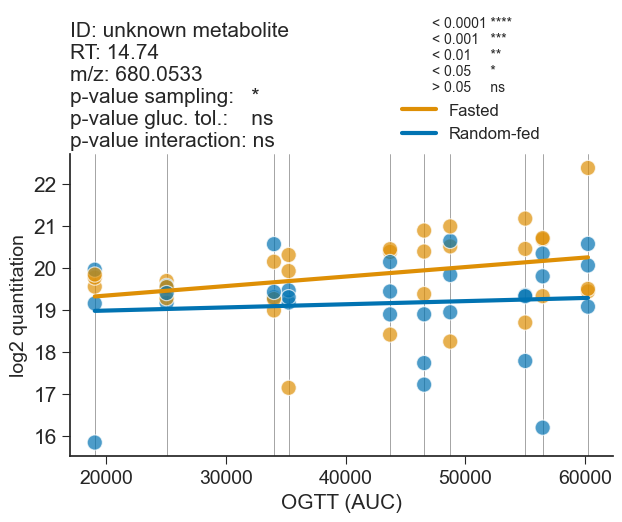 ID: unknown metabolite
RT: 14.74
m/z: 680.0533
p-value sampling: *
p-value gluc. tol.: ns
p-value interaction: ns
< 0.0001 ****
< 0.001 ***
< 0.01 **
< 0.05 *
> 0.05 ns
Fasted
Random-fed
log2 quantitation
22
21
20
19
18
17
16
20000 30000 40000 50000 60000
OGTT (AUC)